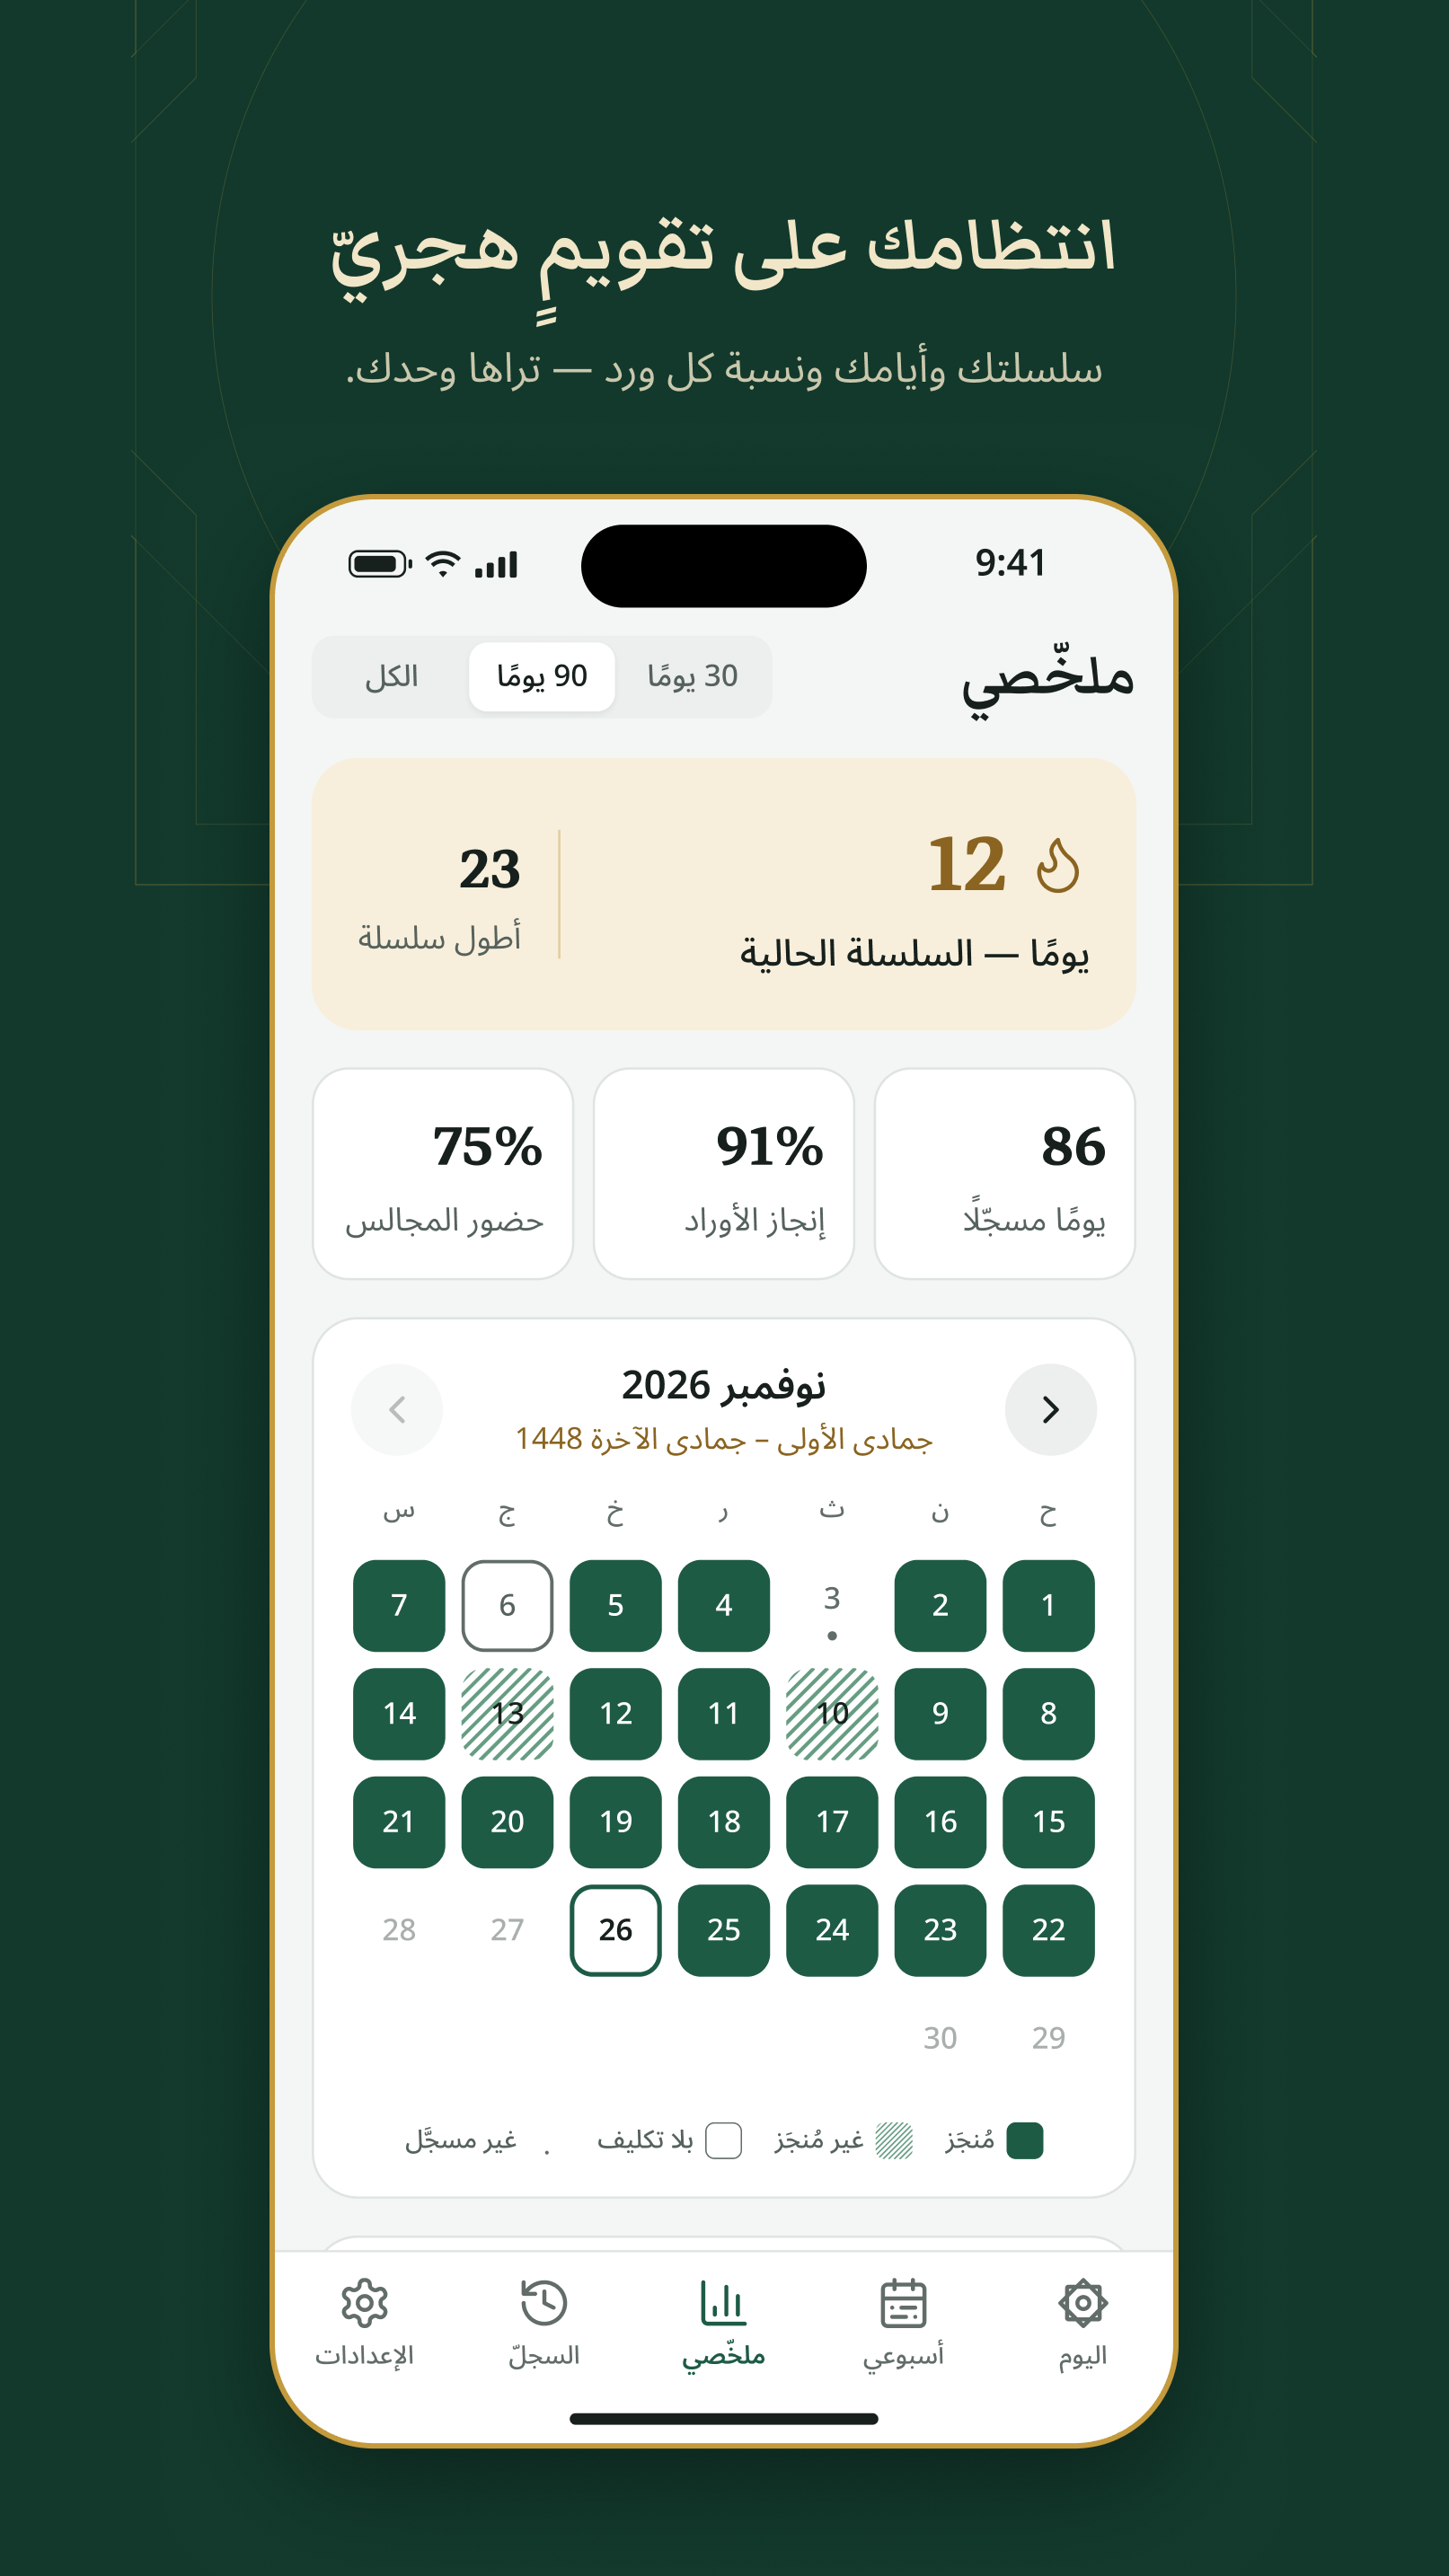 انتظامك على تقويمٍ هجريّ
سلسلتك وأيامك ونسبة كل ورد — تراها وحدك.
9:41
ملخّصي
30 يومًا 90 يومًا الكل
12
يومًا — السلسلة الحالية
23
أطول سلسلة
86
يومًا مسجّلًا
91%
إنجاز الأوراد
75%
حضور المجالس
نوفمبر 2026
جمادى الأولى – جمادى الآخرة 1448
ح ن ث ر خ ج س
1 2 3 4 5 6 7
8 9 10 11 12 13 14
15 16 17 18 19 20 21
22 23 24 25 26 27 28
29 30
مُنجَز غير مُنجَز بلا تكليف غير مسجَّل
اليوم أسبوعي ملخّصي السجلّ الإعدادات